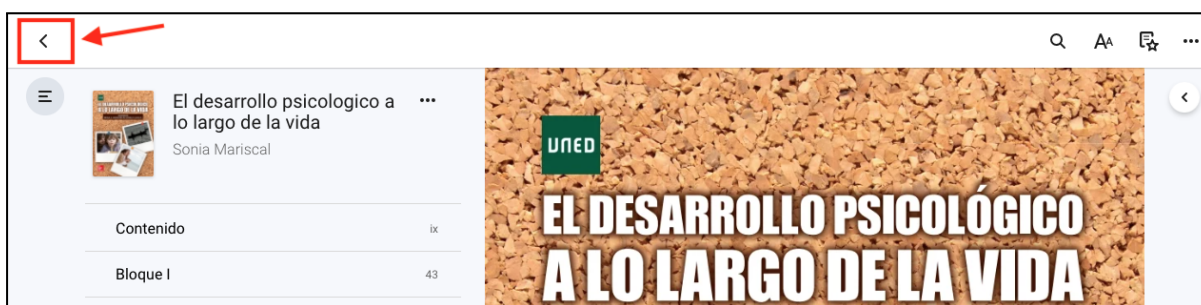 El desarrollo psicologico a
lo largo de la vida
Sonia Mariscal
Contenido ix
Bloque I 43
UNED
EL DESARROLLO PSICOLÓGICO
A LO LARGO DE LA VIDA